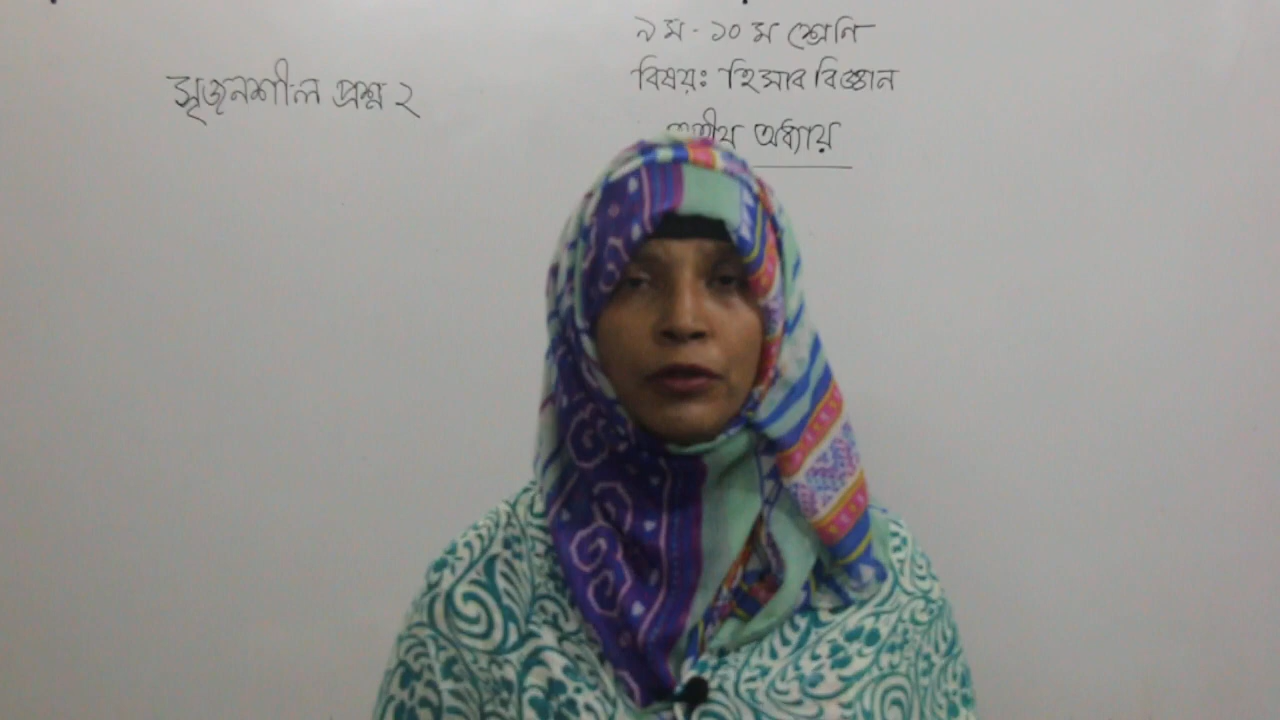 ৯ম - ১০ম শ্রেণি
বিষয়ঃ হিসাব বিজ্ঞান
তৃতীয় অধ্যায়
সৃজনশীল প্রশ্ন ২